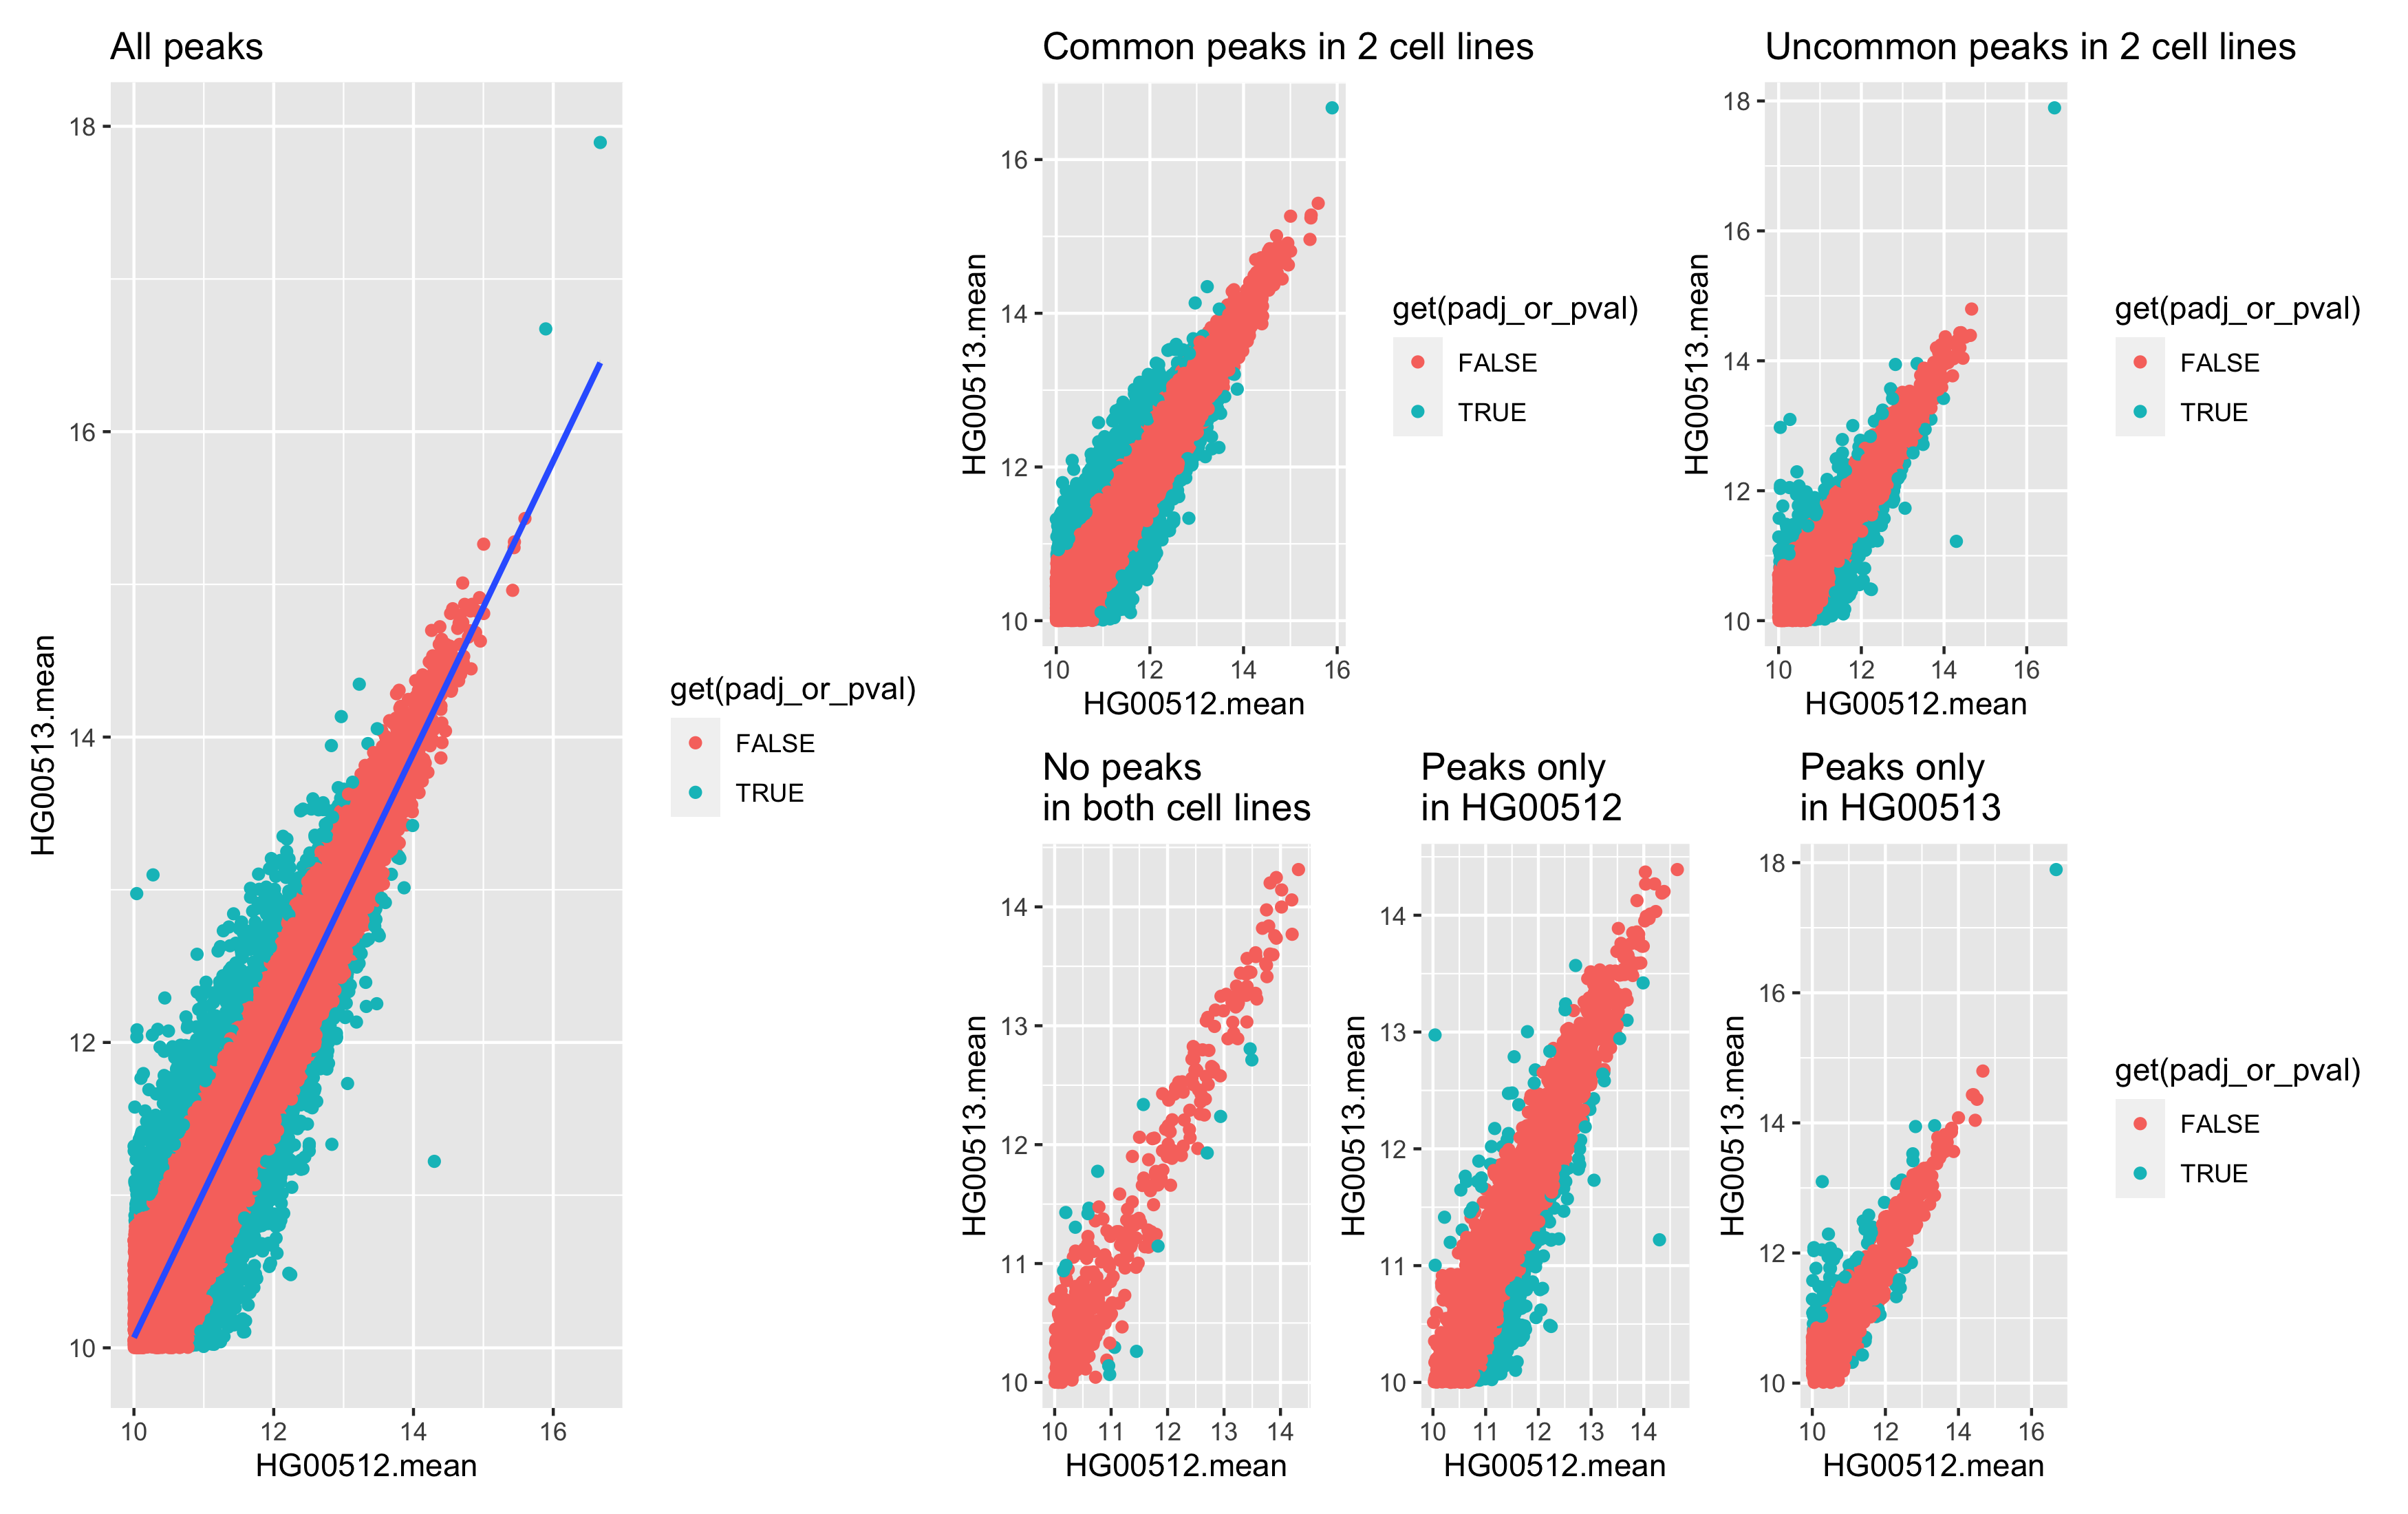 All peaks
18
16
14
12
10
10 12 14 16
HG00512.mean
HG00513.mean
get(padj_or_pval)
FALSE
TRUE
Common peaks in 2 cell lines
16
14
12
10
10 12 14 16
HG00512.mean
HG00513.mean
get(padj_or_pval)
FALSE
TRUE
Uncommon peaks in 2 cell lines
18
16
14
12
10
10 12 14 16
HG00512.mean
HG00513.mean
get(padj_or_pval)
FALSE
TRUE
No peaks
in both cell lines
14
13
12
11
10
10 11 12 13 14
HG00512.mean
HG00513.mean
Peaks only
in HG00512
14
13
12
11
10
10 11 12 13 14
HG00512.mean
HG00513.mean
Peaks only
in HG00513
18
16
14
12
10
10 12 14 16
HG00512.mean
HG00513.mean
get(padj_or_pval)
FALSE
TRUE